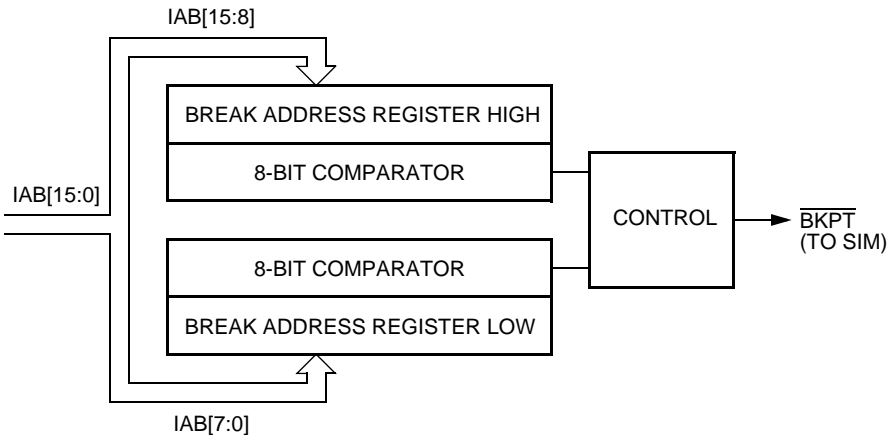 IAB[15:8]
BREAK ADDRESS REGISTER HIGH
8-BIT COMPARATOR
IAB[15:0]
CONTROL
BKPT
(TO SIM)
8-BIT COMPARATOR
BREAK ADDRESS REGISTER LOW
IAB[7:0]